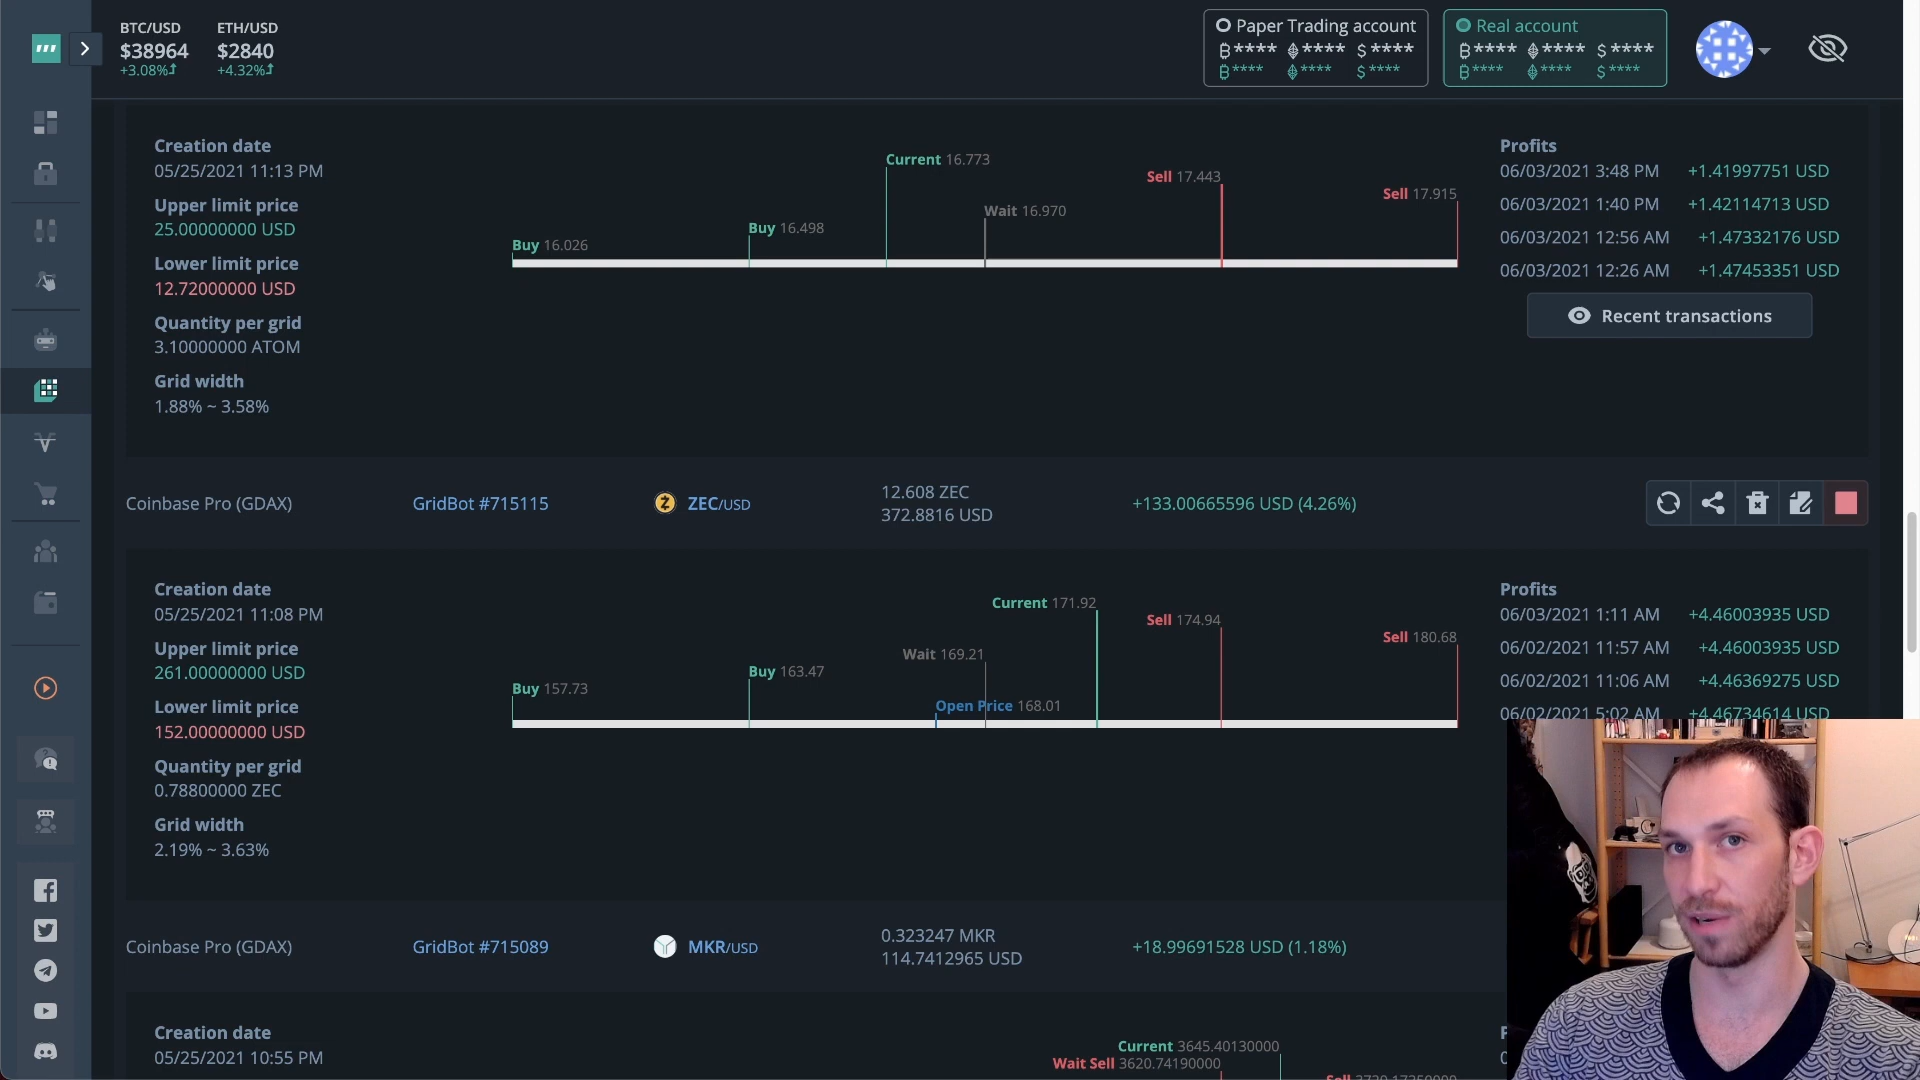 BTC/USD
$38964
+3.08%
ETH/USD
$2840
+4.32%
Paper Trading account
**** **** $ ****
**** **** $ ****
Real account
**** **** $ ****
**** **** $ ****
Creation date
05/25/2021 11:13 PM
Upper limit price
25.00000000 USD
Lower limit price
12.72000000 USD
Quantity per grid
3.10000000 ATOM
Grid width
1.88% ~ 3.58%
Buy 16.026
Buy 16.498
Current 16.773
Wait 16.970
Sell 17.443
Sell 17.915
Profits
06/03/2021 3:48 PM +1.41997751 USD
06/03/2021 1:40 PM +1.42114713 USD
06/03/2021 12:56 AM +1.47332176 USD
06/03/2021 12:26 AM +1.47453351 USD
Recent transactions
Coinbase Pro (GDAX)
GridBot #715115
ZEC/USD
12.608 ZEC
372.8816 USD
+133.00665596 USD (4.26%)
Creation date
05/25/2021 11:08 PM
Upper limit price
261.00000000 USD
Lower limit price
152.00000000 USD
Quantity per grid
0.78800000 ZEC
Grid width
2.19% ~ 3.63%
Buy 157.73
Buy 163.47
Wait 169.21
Open Price 168.01
Current 171.92
Sell 174.94
Sell 180.68
Profits
06/03/2021 1:11 AM +4.46003935 USD
06/02/2021 11:57 AM +4.46003935 USD
06/02/2021 11:06 AM +4.46369275 USD
06/02/2021 5:02 AM +4.46734614 USD
Coinbase Pro (GDAX)
GridBot #715089
MKR/USD
0.323247 MKR
114.7412965 USD
+18.99691528 USD (1.18%)
Creation date
05/25/2021 10:55 PM
Current 3645.40130000
Wait Sell 3620.74190000